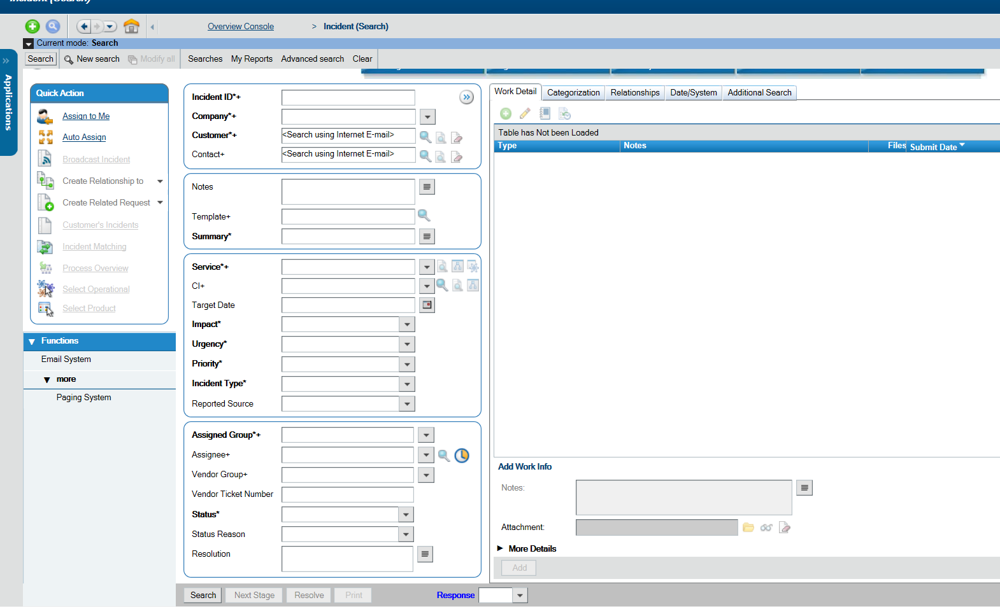 Incident (Search)
Overview Console > Incident (Search)
Current mode: Search
Search New search Modify all Searches My Reports Advanced search Clear
Applications
Quick Action
Assign to Me
Auto Assign
Broadcast Incident
Create Relationship to
Create Related Request
Customer's Incidents
Incident Matching
Process Overview
Select Operational
Select Product
Functions
Email System
more
Paging System
Incident ID*+
Company*+
Customer*+ <Search using Internet E-mail>
Contact+ <Search using Internet E-mail>
Notes
Template+
Summary*
Service*+
CI+
Target Date
Impact*
Urgency*
Priority*
Incident Type*
Reported Source
Assigned Group*+
Assignee+
Vendor Group+
Vendor Ticket Number
Status*
Status Reason
Resolution
Work Detail Categorization Relationships Date/System Additional Search
Table has Not been Loaded
Type Notes Files Submit Date
Add Work Info
Notes:
Attachment:
More Details
Add
Search Next Stage Resolve Print Response